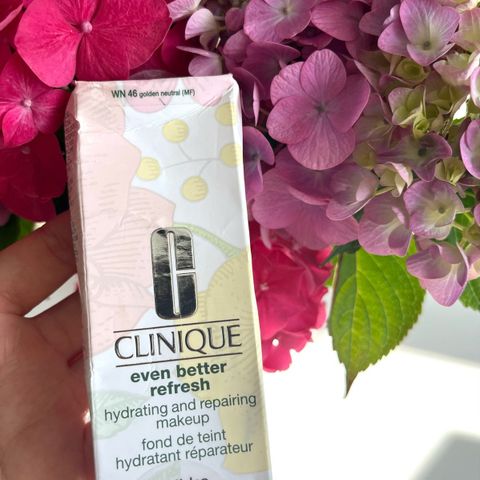 WN 46 golden neutral (MF)
CLINIQUE
even better
refresh
hydrating and repairing
makeup
fond de teint
hydratant réparateur